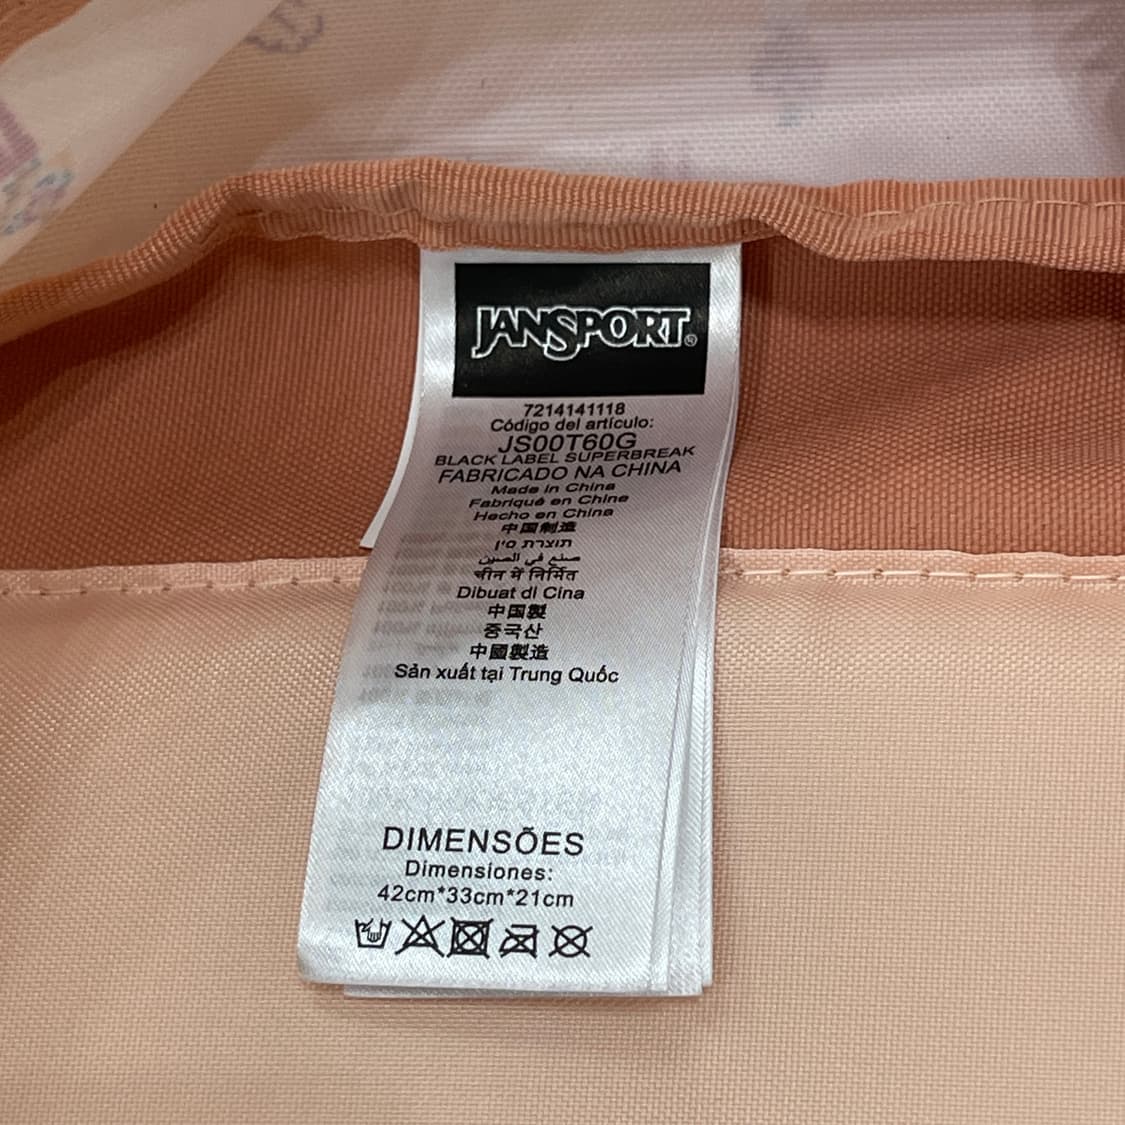 JANSPORT®
7214141118
Código del artículo:
JS00T60G
BLACK LABEL SUPERBREAK
FABRICADO NA CHINA
Made in China
Fabriqué en Chine
Hecho en China
中国制造
תוצרת סין
صنع في الصين
चीन में निर्मित
Dibuat di Cina
中国製
중국산
中國製造
Sản xuất tại Trung Quốc
DIMENSÕES
Dimensiones:
42cm*33cm*21cm